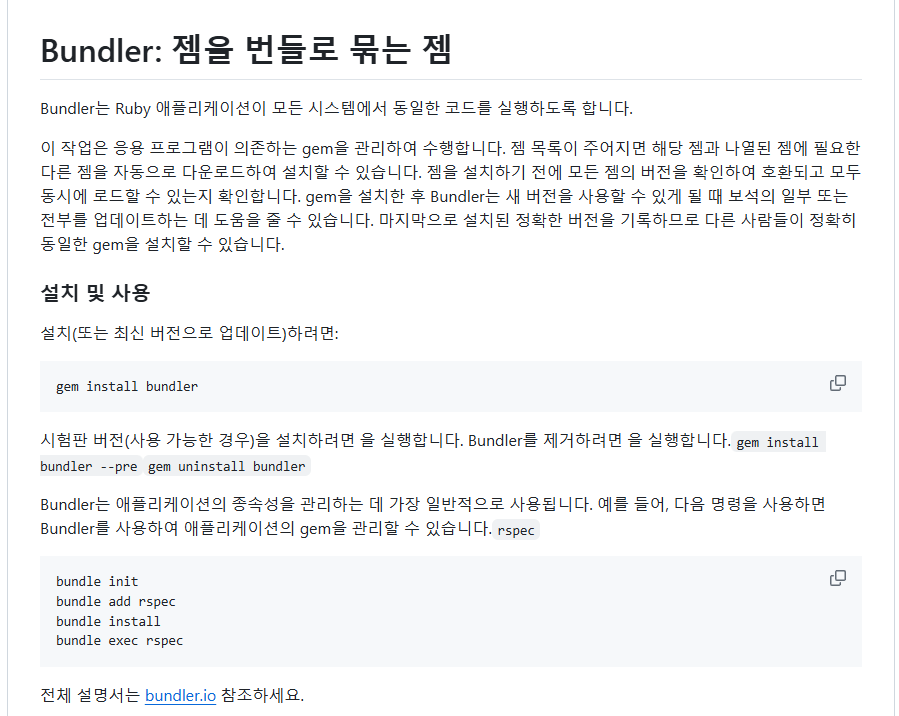 Bundler: 젬을 번들로 묶는 젬
Bundler는 Ruby 애플리케이션이 모든 시스템에서 동일한 코드를 실행하도록 합니다.
이 작업은 응용 프로그램이 의존하는 gem을 관리하여 수행합니다. 젬 목록이 주어지면 해당 젬과 나열된 젬에 필요한
다른 젬을 자동으로 다운로드하여 설치할 수 있습니다. 젬을 설치하기 전에 모든 젬의 버전을 확인하여 호환되고 모두
동시에 로드할 수 있는지 확인합니다. gem을 설치한 후 Bundler는 새 버전을 사용할 수 있게 될 때 보석의 일부 또는
전부를 업데이트하는 데 도움을 줄 수 있습니다. 마지막으로 설치된 정확한 버전을 기록하므로 다른 사람들이 정확히
동일한 gem을 설치할 수 있습니다.
설치 및 사용
설치(또는 최신 버전으로 업데이트)하려면:
gem install bundler
시험판 버전(사용 가능한 경우)을 설치하려면 을 실행합니다. Bundler를 제거하려면 을 실행합니다. gem install
bundler --pre gem uninstall bundler
Bundler는 애플리케이션의 종속성을 관리하는 데 가장 일반적으로 사용됩니다. 예를 들어, 다음 명령을 사용하면
Bundler를 사용하여 애플리케이션의 gem을 관리할 수 있습니다. rspec
bundle init
bundle add rspec
bundle install
bundle exec rspec
전체 설명서는 bundler.io 참조하세요.